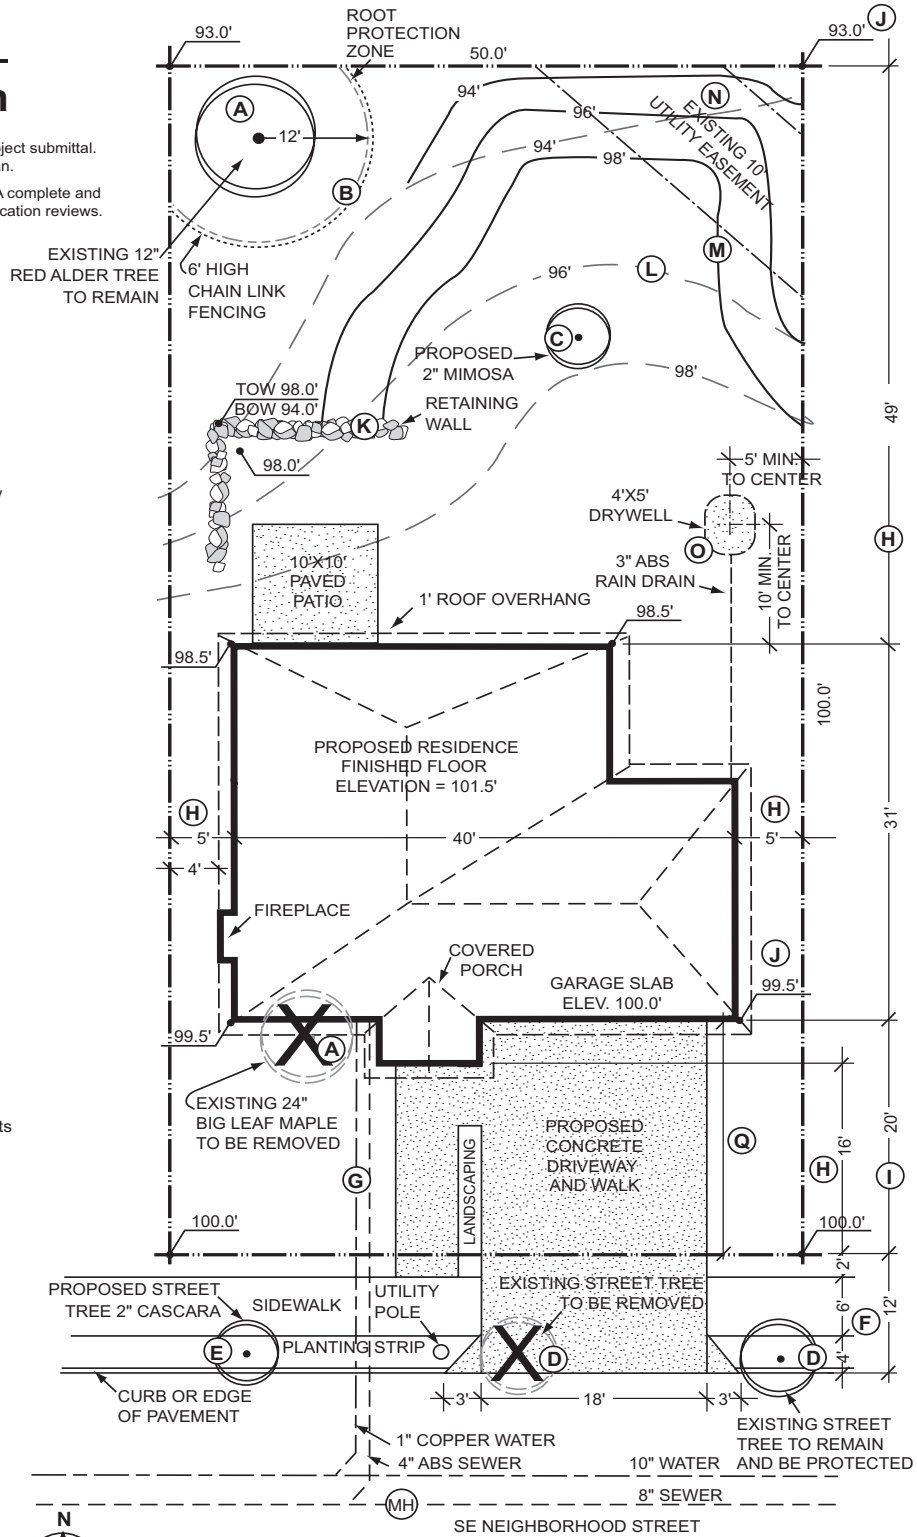 ROOT
PROTECTION
ZONE
J
93.0'
93.0'
50.0'
n
ject submittal.
n.
A complete and
cation reviews.
A
12'
B
94'
96'
94'
98'
N
EXISTING 10'
UTILITY EASEMENT
M
EXISTING 12"
RED ALDER TREE
TO REMAIN
6' HIGH
CHAIN LINK
FENCING
96'
L
C
PROPOSED
2" MIMOSA
98'
TOW 98.0'
BOW 94.0'
K
RETAINING
WALL
98.0'
49'
5' MIN.
TO CENTER
4'X5'
DRYWELL
O
10' MIN.
TO CENTER
H
3" ABS
RAIN DRAIN
10'X10'
PAVED
PATIO
1' ROOF OVERHANG
98.5'
98.5'
100.0'
PROPOSED RESIDENCE
FINISHED FLOOR
ELEVATION = 101.5'
H
H
31'
5'
40'
5'
4'
FIREPLACE
COVERED
PORCH
J
GARAGE SLAB
ELEV. 100.0'
99.5'
99.5'
A
EXISTING 24"
BIG LEAF MAPLE
TO BE REMOVED
ts
LANDSCAPING
PROPOSED
CONCRETE
DRIVEWAY
AND WALK
Q
16'
20'
G
H
I
100.0'
100.0'
PROPOSED STREET
TREE 2" CASCARA
SIDEWALK
UTILITY
POLE
EXISTING STREET TREE
TO BE REMOVED
2'
6'
12'
F
4'
E
PLANTING STRIP
D
D
CURB OR EDGE
OF PAVEMENT
3'
18'
3'
EXISTING STREET
TREE TO REMAIN
AND BE PROTECTED
1" COPPER WATER
4" ABS SEWER
10" WATER
8" SEWER
MH
N
SE NEIGHBORHOOD STREET